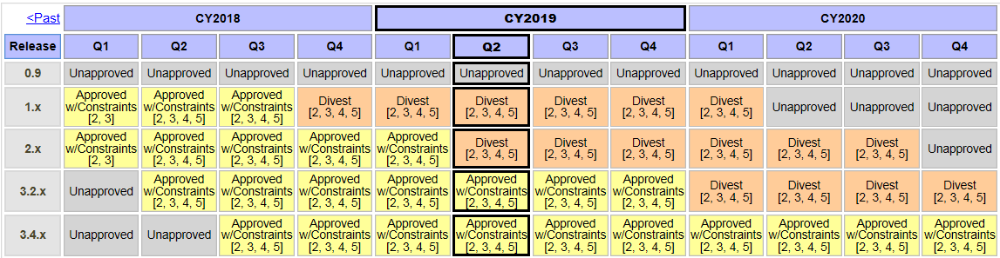 <Past CY2018 CY2019 CY2020
Release Q1 Q2 Q3 Q4 Q1 Q2 Q3 Q4 Q1 Q2 Q3 Q4
0.9 Unapproved Unapproved Unapproved Unapproved Unapproved Unapproved Unapproved Unapproved Unapproved Unapproved Unapproved Unapproved
1.x Approved w/Constraints [2, 3] Approved w/Constraints [2, 3, 4, 5] Approved w/Constraints [2, 3, 4, 5] Divest [2, 3, 4, 5] Divest [2, 3, 4, 5] Divest [2, 3, 4, 5] Divest [2, 3, 4, 5] Divest [2, 3, 4, 5] Divest [2, 3, 4, 5] Unapproved Unapproved Unapproved
2.x Approved w/Constraints [2, 3] Approved w/Constraints [2, 3, 4, 5] Approved w/Constraints [2, 3, 4, 5] Approved w/Constraints [2, 3, 4, 5] Approved w/Constraints [2, 3, 4, 5] Divest [2, 3, 4, 5] Divest [2, 3, 4, 5] Divest [2, 3, 4, 5] Divest [2, 3, 4, 5] Divest [2, 3, 4, 5] Divest [2, 3, 4, 5] Unapproved
3.2.x Unapproved Approved w/Constraints [2, 3, 4, 5] Approved w/Constraints [2, 3, 4, 5] Approved w/Constraints [2, 3, 4, 5] Approved w/Constraints [2, 3, 4, 5] Approved w/Constraints [2, 3, 4, 5] Approved w/Constraints [2, 3, 4, 5] Approved w/Constraints [2, 3, 4, 5] Divest [2, 3, 4, 5] Divest [2, 3, 4, 5] Divest [2, 3, 4, 5] Divest [2, 3, 4, 5]
3.4.x Unapproved Unapproved Approved w/Constraints [2, 3, 4, 5] Approved w/Constraints [2, 3, 4, 5] Approved w/Constraints [2, 3, 4, 5] Approved w/Constraints [2, 3, 4, 5] Approved w/Constraints [2, 3, 4, 5] Approved w/Constraints [2, 3, 4, 5] Approved w/Constraints [2, 3, 4, 5] Approved w/Constraints [2, 3, 4, 5] Approved w/Constraints [2, 3, 4, 5] Approved w/Constraints [2, 3, 4, 5]